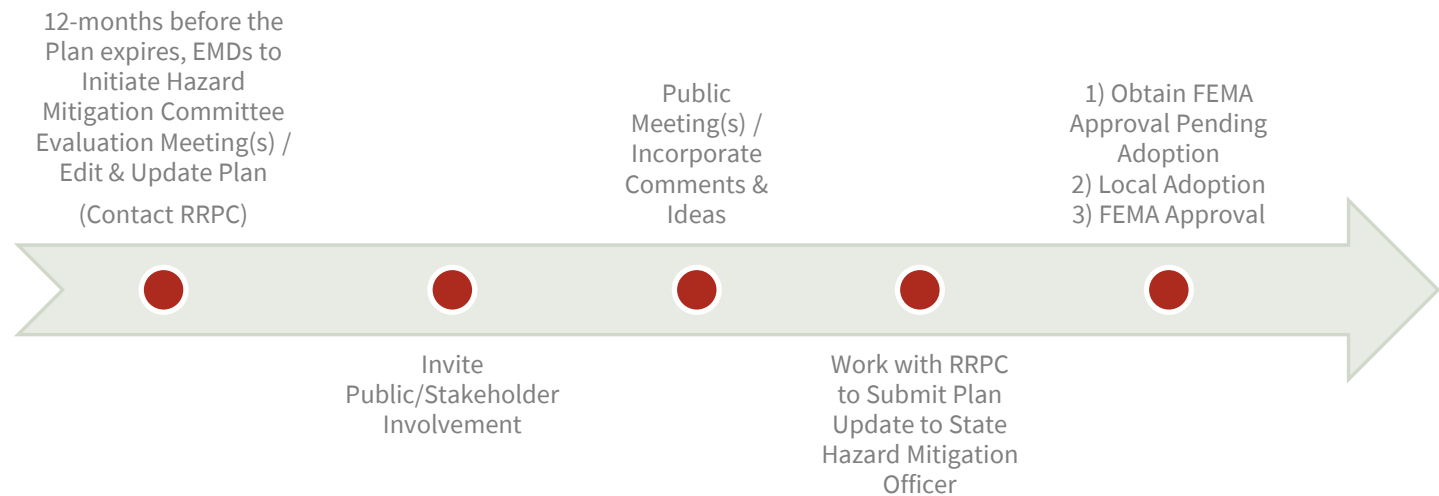 12-months before the
Plan expires, EMDs to
Initiate Hazard
Mitigation Committee
Evaluation Meeting(s) /
Edit & Update Plan
(Contact RRPC)
Invite
Public/Stakeholder
Involvement
Public
Meeting(s) /
Incorporate
Comments &
Ideas
Work with RRPC
to Submit Plan
Update to State
Hazard Mitigation
Officer
1) Obtain FEMA
Approval Pending
Adoption
2) Local Adoption
3) FEMA Approval